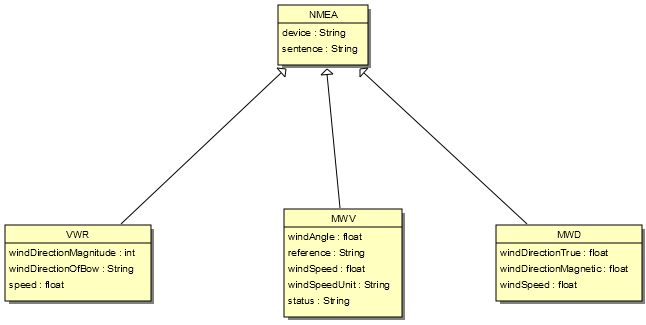 NMEA
device : String
sentence : String
VWR
windDirectionMagnitude : int
windDirectionOfBow : String
speed : float
MWV
windAngle : float
reference : String
windSpeed : float
windSpeedUnit : String
status : String
MWD
windDirectionTrue : float
windDirectionMagnetic : float
windSpeed : float